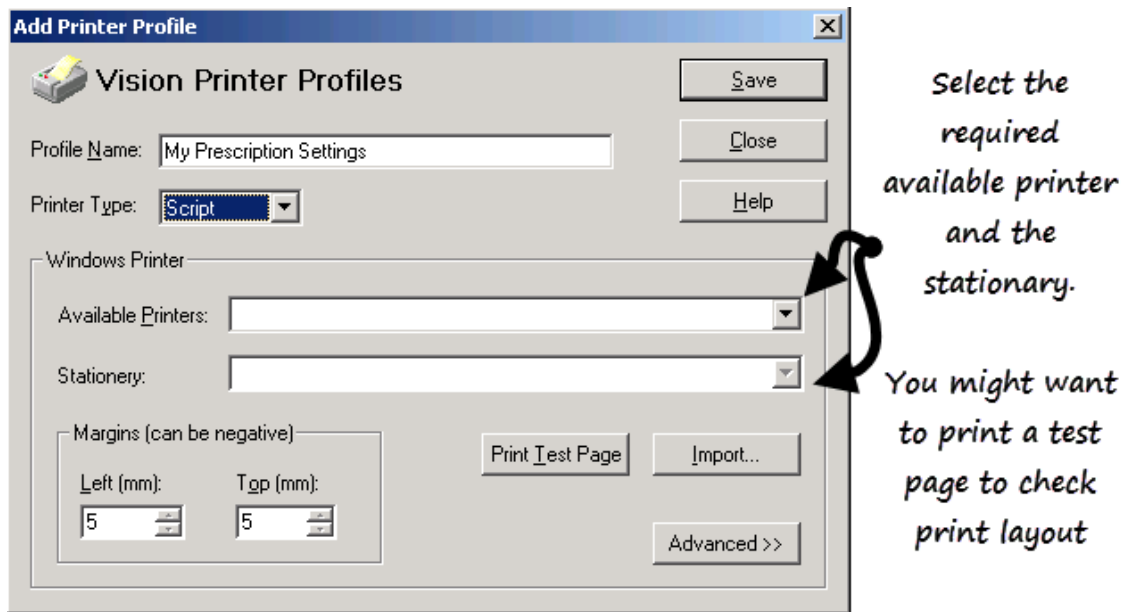 Add Printer Profile
Vision Printer Profiles
Save
Profile Name: My Prescription Settings
Close
Printer Type: Script
Help
Windows Printer
Available Printers:
Stationery:
Margins (can be negative)
Left (mm): Top (mm):
5 5
Print Test Page
Import...
Advanced >>
Select the
required
available printer
and the
stationary.
You might want
to print a test
page to check
print layout